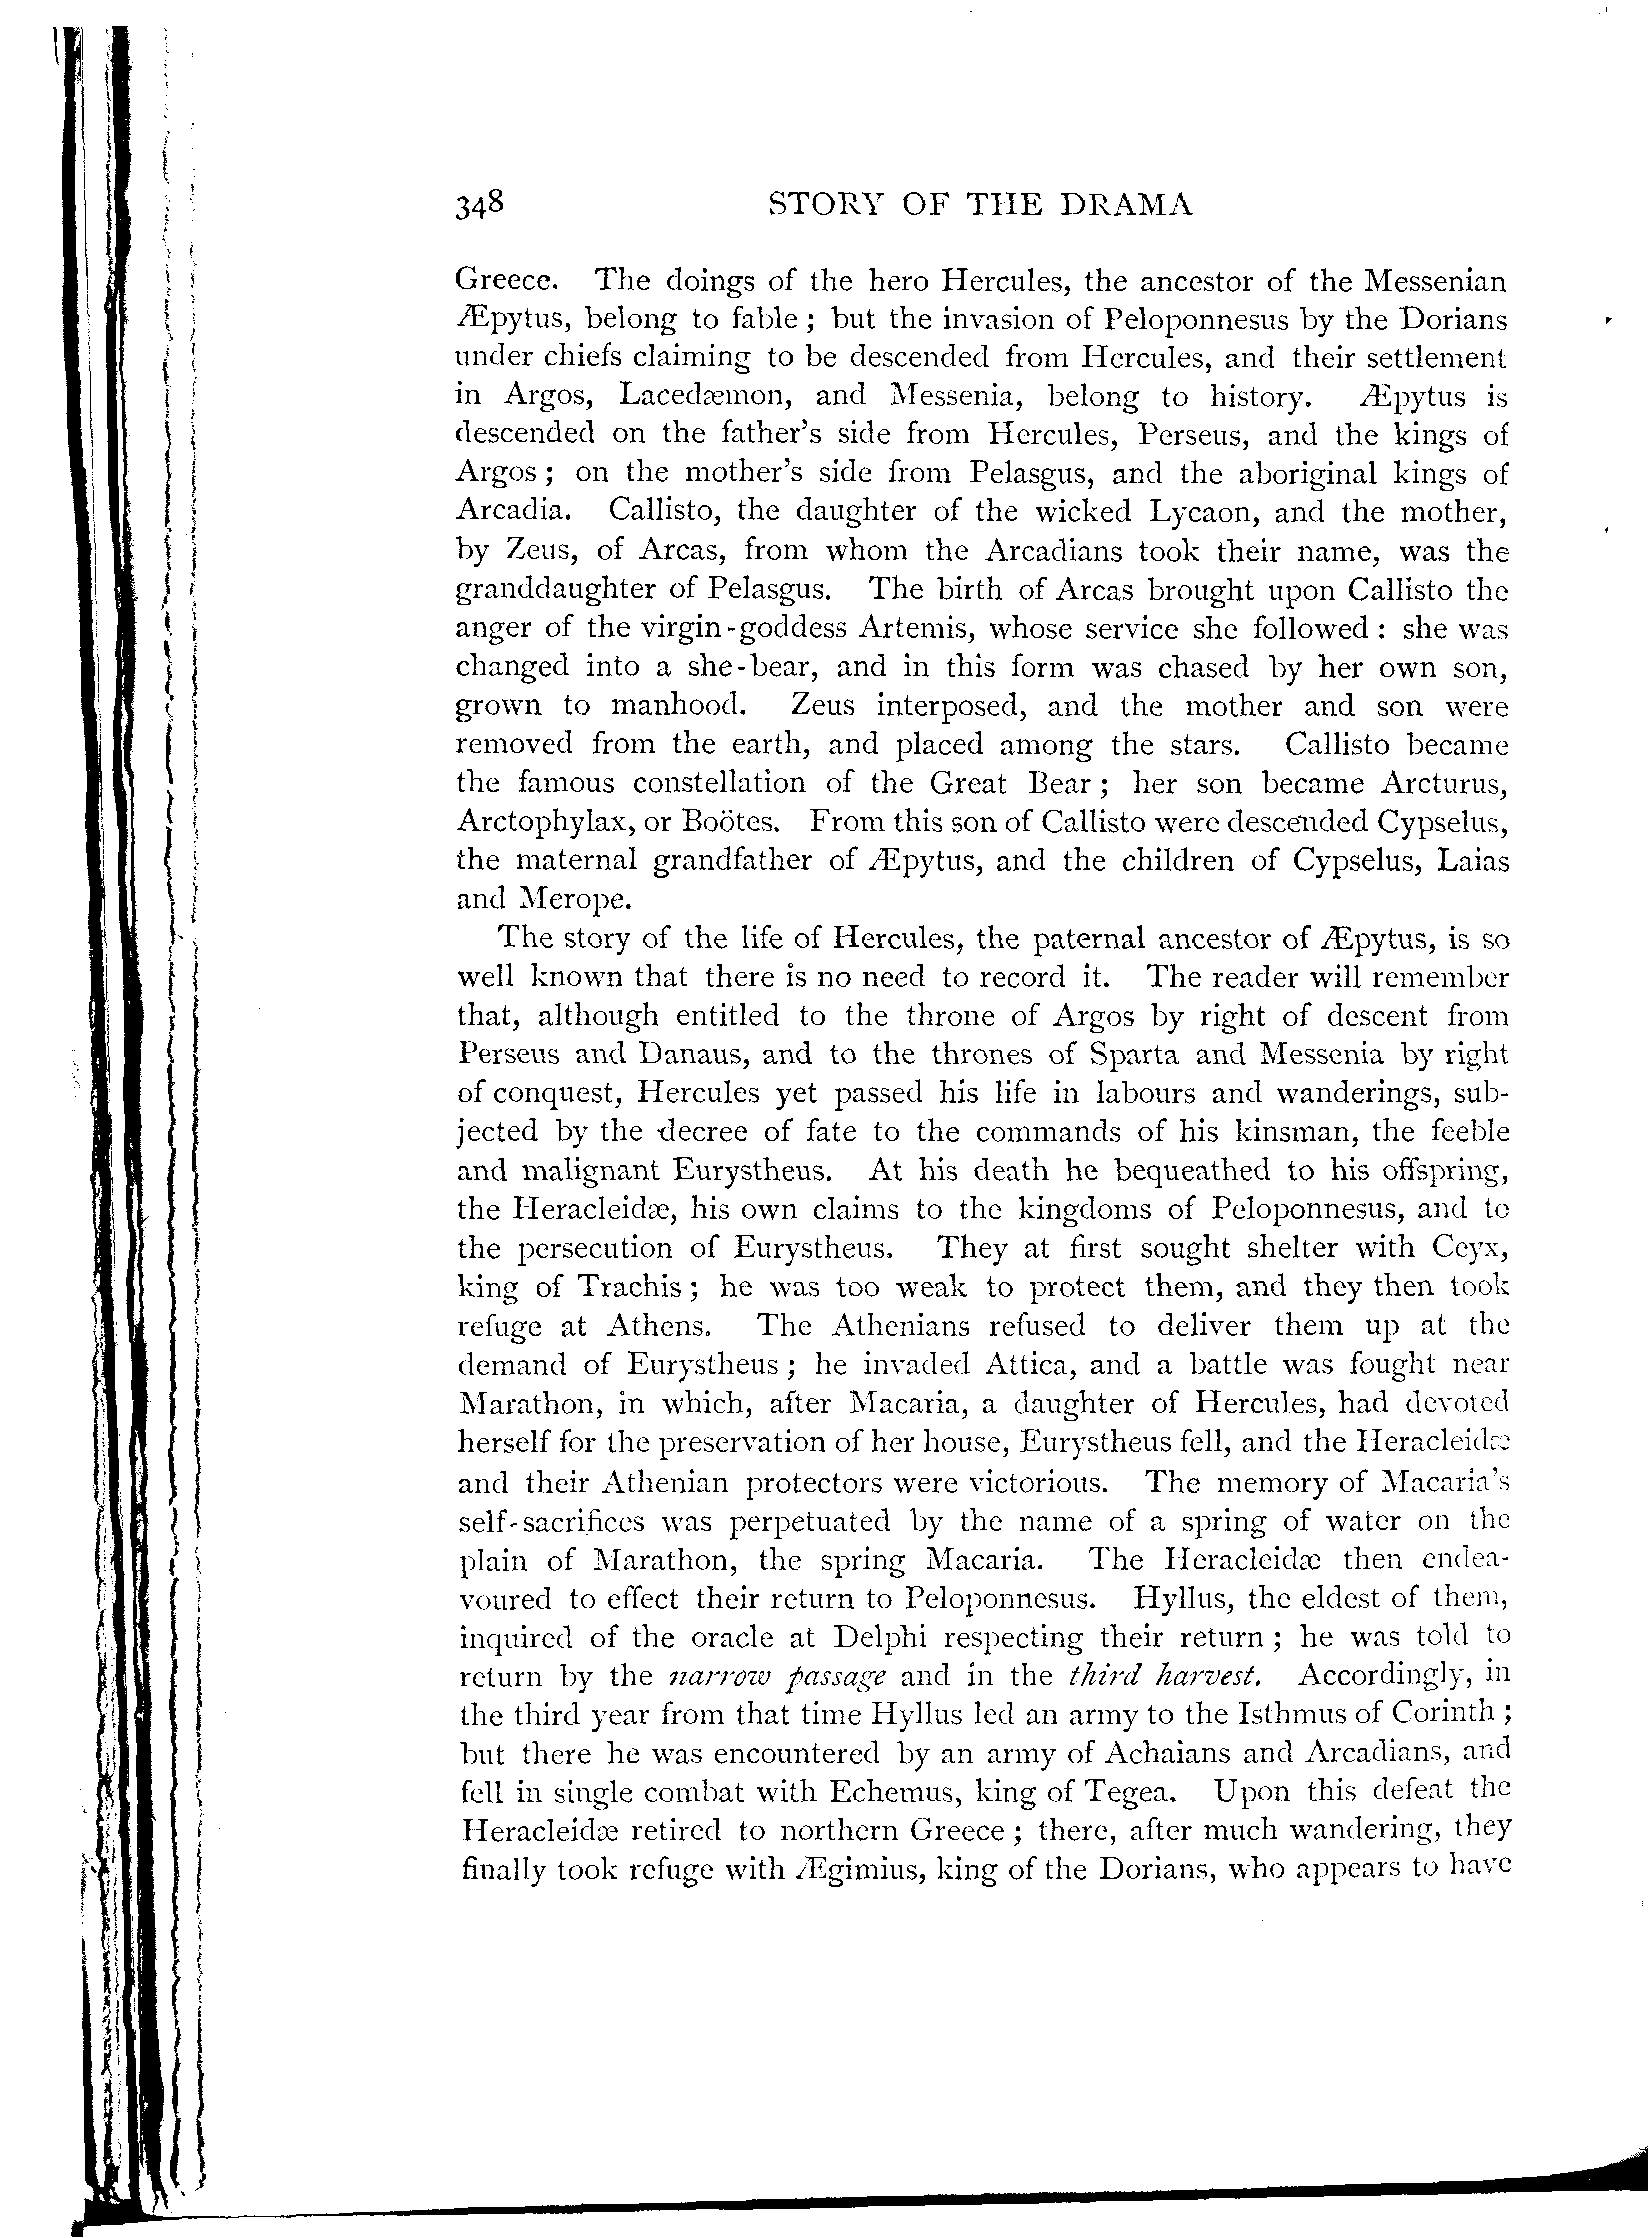 348 STORY OF THE DRAMA
Greece. The doings of the hero Hercules, the ancestor of the Messenian
Æpytus, belong to fable ; but the invasion of Peloponnesus by the Dorians
under chiefs claiming to be descended from Hercules, and their settlement
in Argos, Lacedæmon, and Messenia, belong to history. Æpytus is
descended on the father's side from Hercules, Perseus, and the kings of
Argos ; on the mother's side from Pelasgus, and the aboriginal kings of
Arcadia. Callisto, the daughter of the wicked Lycaon, and the mother,
by Zeus, of Arcas, from whom the Arcadians took their name, was the
granddaughter of Pelasgus. The birth of Arcas brought upon Callisto the
anger of the virgin-goddess Artemis, whose service she followed : she was
changed into a she-bear, and in this form was chased by her own son,
grown to manhood. Zeus interposed, and the mother and son were
removed from the earth, and placed among the stars. Callisto became
the famous constellation of the Great Bear ; her son became Arcturus,
Arctophylax, or Boötes. From this son of Callisto were descended Cypselus,
the maternal grandfather of Æpytus, and the children of Cypselus, Laias
and Merope.
The story of the life of Hercules, the paternal ancestor of Æpytus, is so
well known that there is no need to record it. The reader will remember
that, although entitled to the throne of Argos by right of descent from
Perseus and Danaus, and to the thrones of Sparta and Messenia by right
of conquest, Hercules yet passed his life in labours and wanderings, sub-
jected by the decree of fate to the commands of his kinsman, the feeble
and malignant Eurystheus. At his death he bequeathed to his offspring,
the Heracleidæ, his own claims to the kingdoms of Peloponnesus, and to
the persecution of Eurystheus. They at first sought shelter with Ceyx,
king of Trachis ; he was too weak to protect them, and they then took
refuge at Athens. The Athenians refused to deliver them up at the
demand of Eurystheus ; he invaded Attica, and a battle was fought near
Marathon, in which, after Macaria, a daughter of Hercules, had devoted
herself for the preservation of her house, Eurystheus fell, and the Heracleidæ
and their Athenian protectors were victorious. The memory of Macaria's
self-sacrifices was perpetuated by the name of a spring of water on the
plain of Marathon, the spring Macaria. The Heracleidæ then endea-
voured to effect their return to Peloponnesus. Hyllus, the eldest of them,
inquired of the oracle at Delphi respecting their return ; he was told to
return by the narrow passage and in the third harvest. Accordingly, in
the third year from that time Hyllus led an army to the Isthmus of Corinth ;
but there he was encountered by an army of Achaians and Arcadians, and
fell in single combat with Echemus, king of Tegea. Upon this defeat the
Heracleidæ retired to northern Greece ; there, after much wandering, they
finally took refuge with Ægimius, king of the Dorians, who appears to have